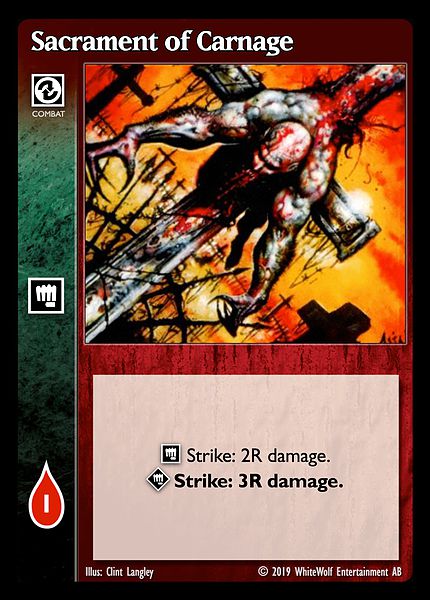 Sacrament of Carnage
COMBAT
Strike: 2R damage.
Strike: 3R damage.
1
Illus: Clint Langley
© 2019 WhiteWolf Entertainment AB